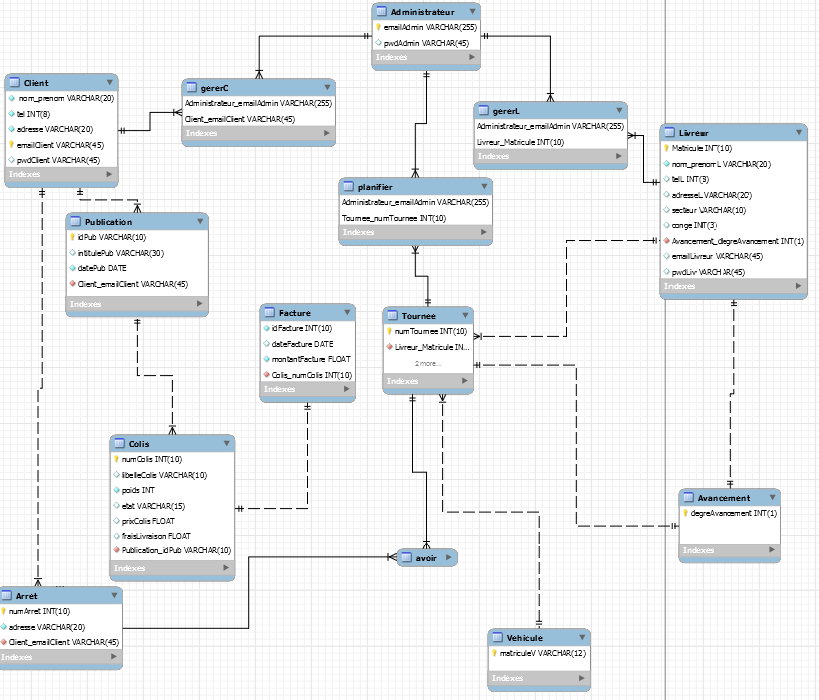 Administrateur
emailAdmin VARCHAR(255)
pwdAdmin VARCHAR(45)
Indexes
Client
nom_prenom VARCHAR(20)
tel INT(8)
adresse VARCHAR(20)
emailClient VARCHAR(45)
pwdClient VARCHAR(45)
Indexes
gererC
Administrateur_emailAdmin VARCHAR(255)
Client_emailClient VARCHAR(45)
Indexes
gererL
Administrateur_emailAdmin VARCHAR(255)
Livreur_Matricule INT(10)
Indexes
Livreur
Matricule INT(10)
nom_prenomL VARCHAR(20)
telL INT(3)
adresseL VARCHAR(20)
secteur VARCHAR(10)
conge INT(3)
Avancement_degreAvancement INT(1)
emailLivreur VARCHAR(45)
pwdLiv VARCHAR(45)
Indexes
planifier
Administrateur_emailAdmin VARCHAR(255)
Tournee_numTournee INT(10)
Indexes
Publication
idPub VARCHAR(10)
intitulePub VARCHAR(30)
datePub DATE
Client_emailClient VARCHAR(45)
Indexes
Facture
idFacture INT(10)
dateFacture DATE
montantFacture FLOAT
Colis_numColis INT(10)
Indexes
Tournee
numTournee INT(10)
Livreur_Matricule IN...
2 more...
Indexes
Colis
numColis INT(10)
libelleColis VARCHAR(10)
poids INT
etat VARCHAR(15)
prixColis FLOAT
fraisLivraison FLOAT
Publication_idPub VARCHAR(10)
Indexes
Avancement
degreAvancement INT(1)
Indexes
avoir
Arret
numArret INT(10)
adresse VARCHAR(20)
Client_emailClient VARCHAR(45)
Indexes
Vehicule
matriculeV VARCHAR(12)
Indexes